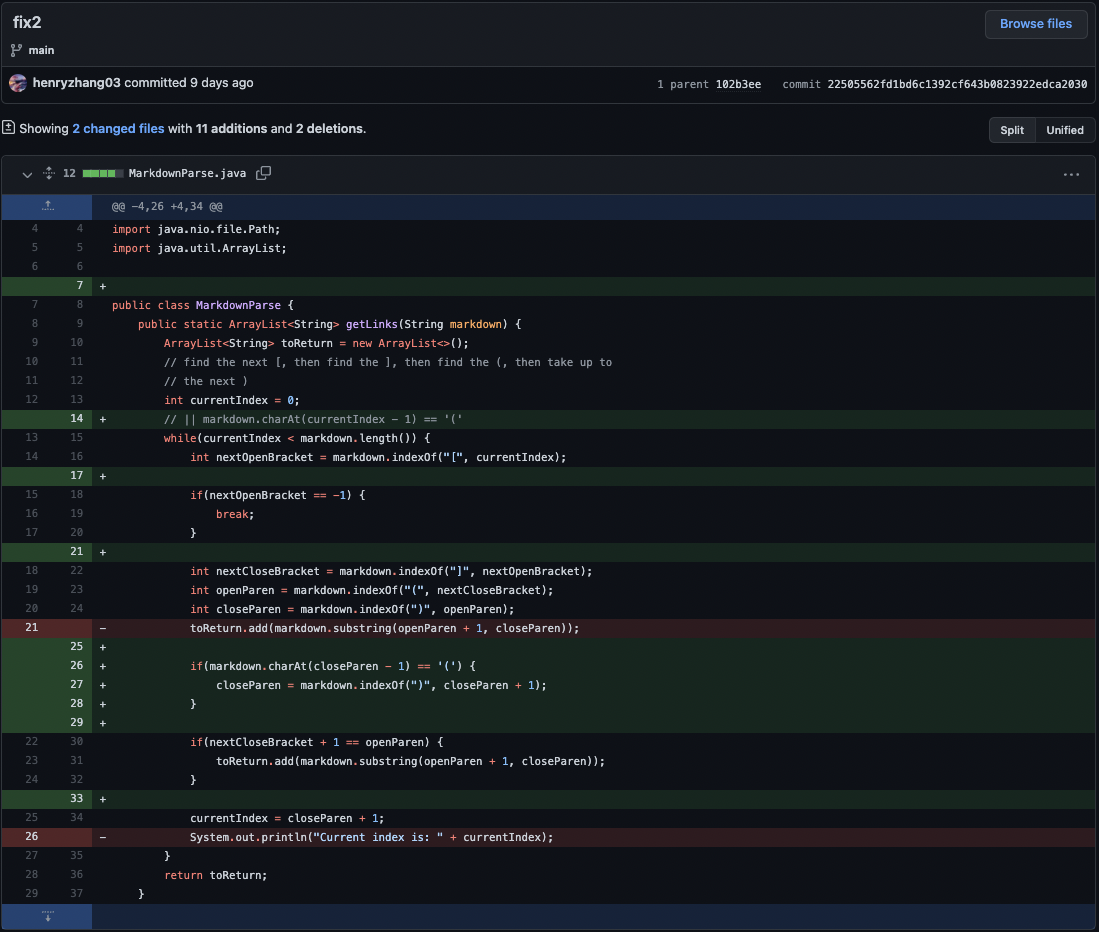 fix2
Browse files
main
henryzhang03 committed 9 days ago
1 parent 102b3ee commit 22505562fd1bd6c1392cf643b0823922edca2030
Showing 2 changed files with 11 additions and 2 deletions.
Split Unified
12 MarkdownParse.java ...
@@ -4,26 +4,34 @@
4 4 import java.nio.file.Path;
5 5 import java.util.ArrayList;
6 6
7 +
7 8 public class MarkdownParse {
8 9 public static ArrayList<String> getLinks(String markdown) {
9 10 ArrayList<String> toReturn = new ArrayList<>();
10 11 // find the next [, then find the ], then find the (, then take up to
11 12 // the next )
12 13 int currentIndex = 0;
14 + // || markdown.charAt(currentIndex - 1) == '('
13 15 while(currentIndex < markdown.length()) {
14 16 int nextOpenBracket = markdown.indexOf("[", currentIndex);
17 +
15 18 if(nextOpenBracket == -1) {
16 19 break;
17 20 }
21 +
18 22 int nextCloseBracket = markdown.indexOf("]", nextOpenBracket);
19 23 int openParen = markdown.indexOf("(", nextCloseBracket);
20 24 int closeParen = markdown.indexOf(")", openParen);
21 - toReturn.add(markdown.substring(openParen + 1, closeParen));
25 +
26 + if(markdown.charAt(closeParen - 1) == '(') {
27 + closeParen = markdown.indexOf(")", closeParen + 1);
28 + }
29 +
22 30 if(nextCloseBracket + 1 == openParen) {
23 31 toReturn.add(markdown.substring(openParen + 1, closeParen));
24 32 }
33 +
25 34 currentIndex = closeParen + 1;
26 - System.out.println("Current index is: " + currentIndex);
27 35 }
28 36 return toReturn;
29 37 }